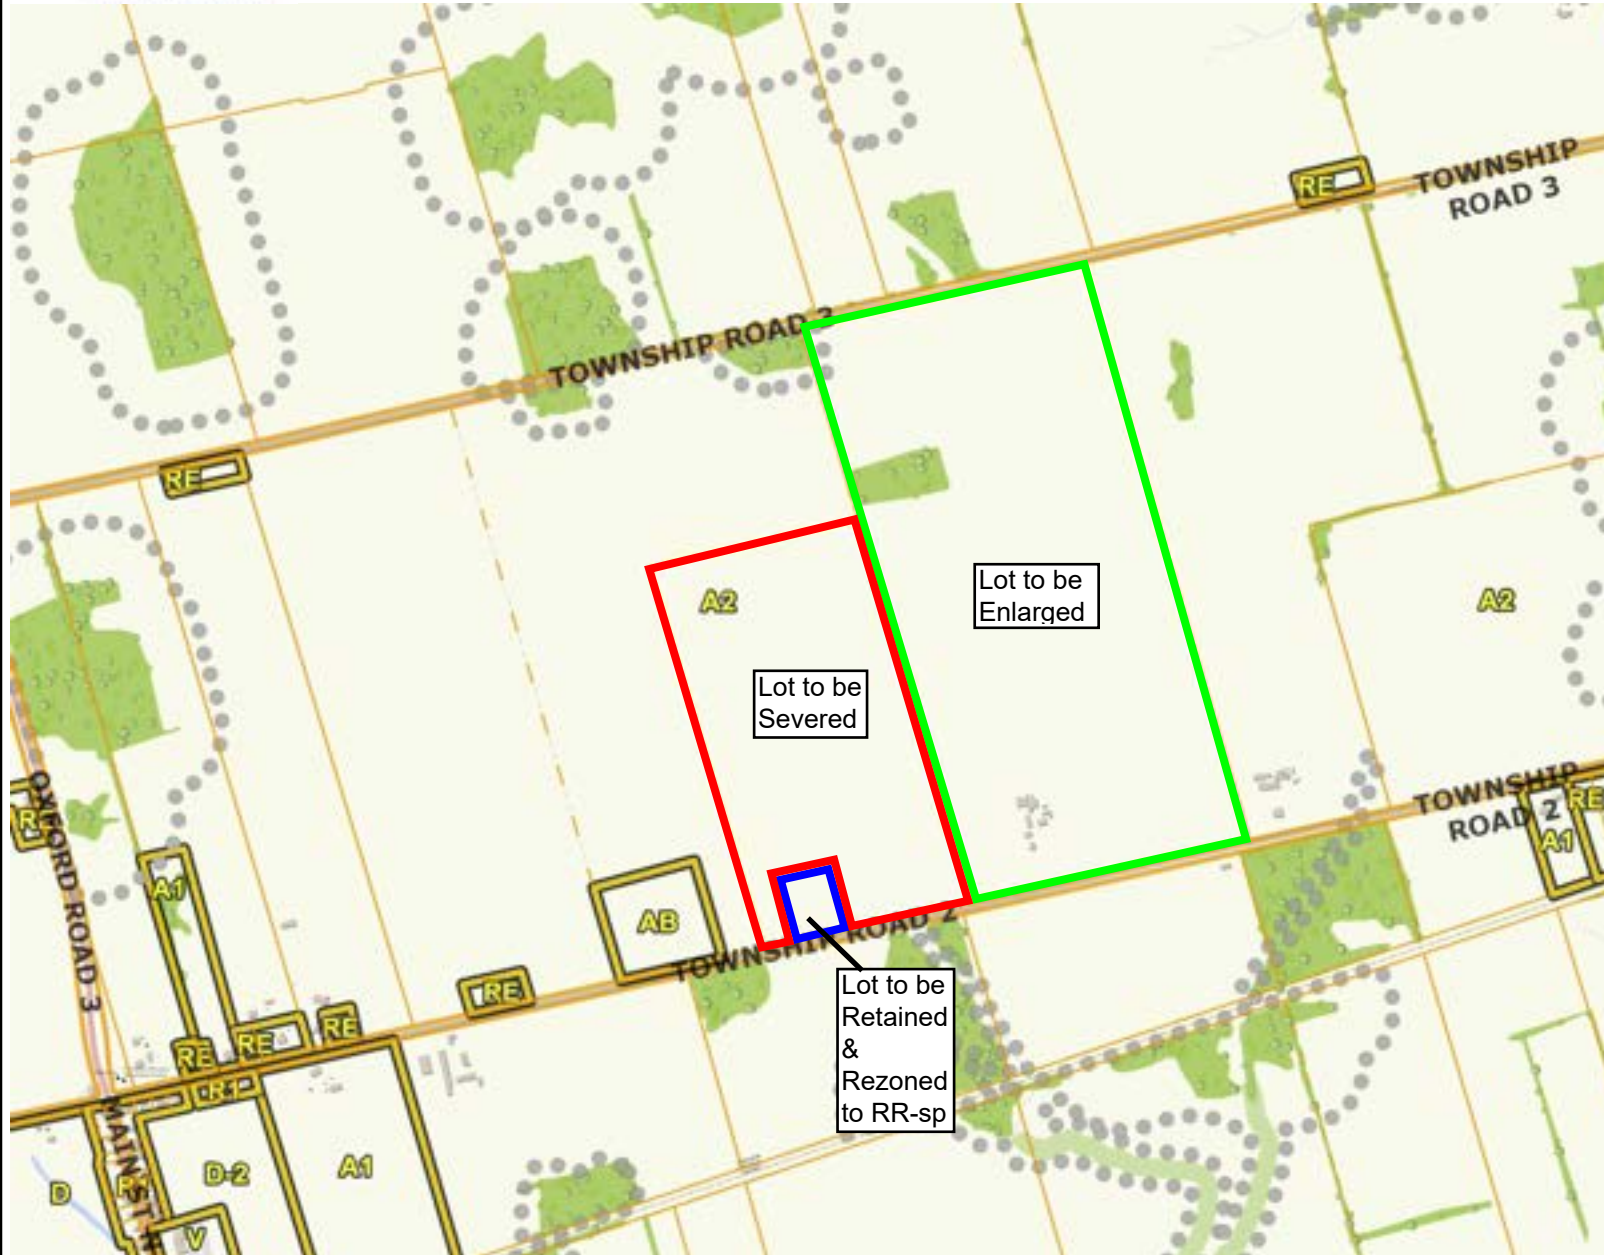 TOWNSHIP
ROAD 3
RE
TOWNSHIP ROAD 3
RE
Lot to be
Enlarged
A2
A2
Lot to be
Severed
TOWNSHIP
ROAD 2
RE
A1
R
OXFORD ROAD 3
A1
AB
TOWNSHIP ROAD 2
RE
Lot to be
Retained
&
Rezoned
to RR-sp
RE
RE
RE
R1
MAIN ST
D-2
A1
D
V